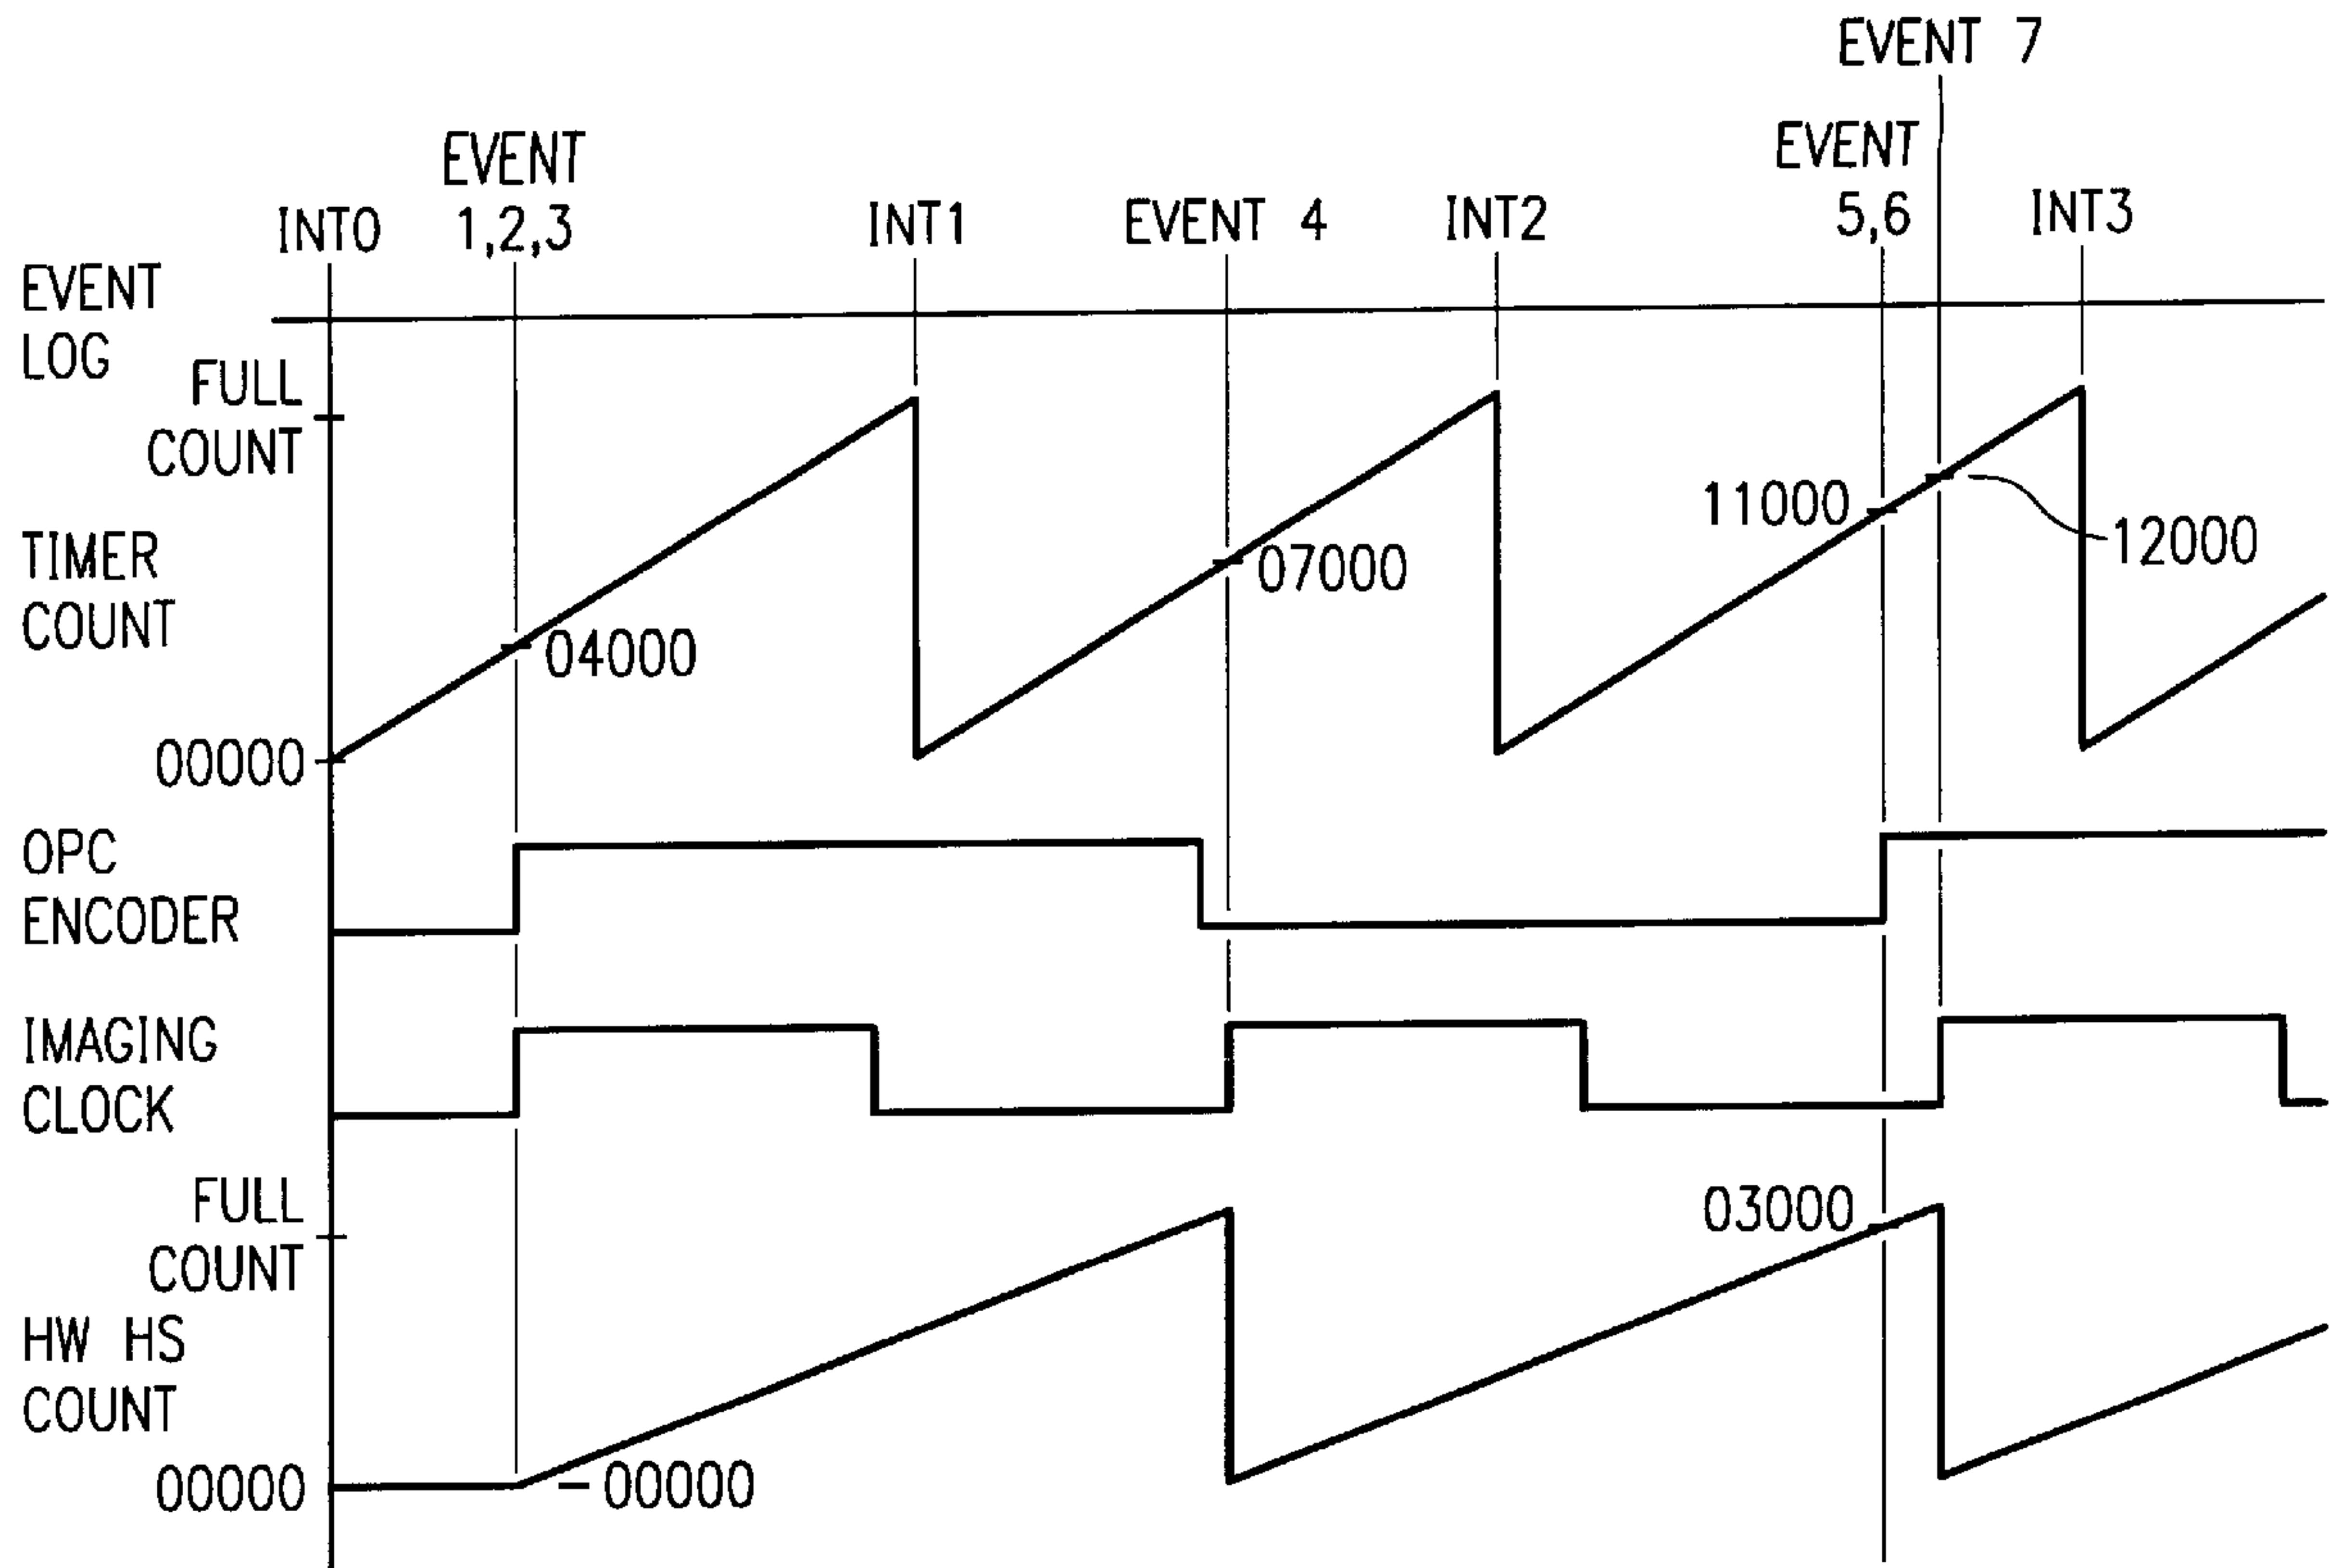 EVENT 7
EVENT
1,2,3
EVENT
5,6
INT0
INT1
EVENT 4
INT2
INT3
EVENT
LOG
FULL
COUNT
TIMER
COUNT
04000
07000
11000
12000
00000
OPC
ENCODER
IMAGING
CLOCK
FULL
COUNT
03000
HW HS
COUNT
00000
00000